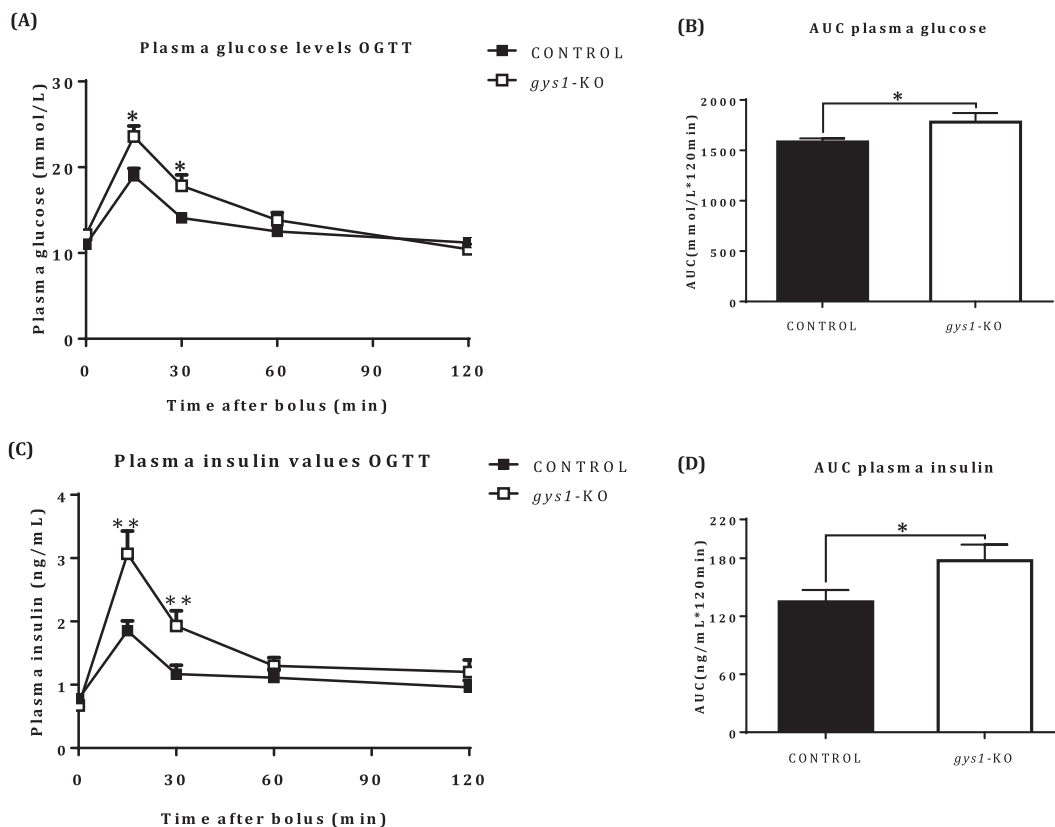 (A)
Plasma glucose levels OGTT
CONTROL
gys1-KO
Plasma glucose (mmol/L)
30
20
10
0
*
*
0 30 60 90 120
Time after bolus (min)
(B)
AUC plasma glucose
AUC(mmol/L*120min)
2000
1500
1000
500
0
*
CONTROL gys1-KO
(C)
Plasma insulin values OGTT
CONTROL
gys1-KO
Plasma insulin (ng/mL)
4
3
2
1
0
**
**
0 30 60 90 120
Time after bolus (min)
(D)
AUC plasma insulin
AUC(ng/mL*120min)
220
180
120
60
0
*
CONTROL gys1-KO